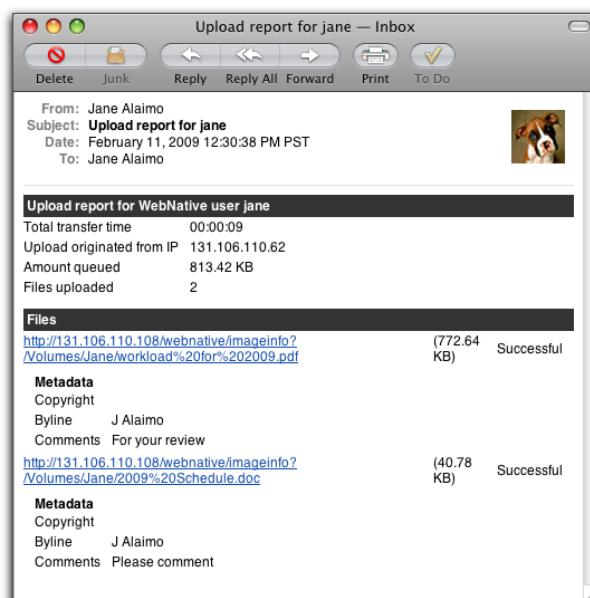 Upload report for jane — Inbox
Delete Junk Reply Reply All Forward Print To Do
From: Jane Alaimo
Subject: Upload report for jane
Date: February 11, 2009 12:30:38 PM PST
To: Jane Alaimo
Upload report for WebNative user jane
Total transfer time 00:00:09
Upload originated from IP 131.106.110.62
Amount queued 813.42 KB
Files uploaded 2
Files
http://131.106.110.108/webnative/imageinfo? (772.64
/Volumes/Jane/workload%20for%202009.pdf KB) Successful
Metadata
Copyright
Byline J Alaimo
Comments For your review
http://131.106.110.108/webnative/imageinfo? (40.78
/Volumes/Jane/2009%20Schedule.doc KB) Successful
Metadata
Copyright
Byline J Alaimo
Comments Please comment